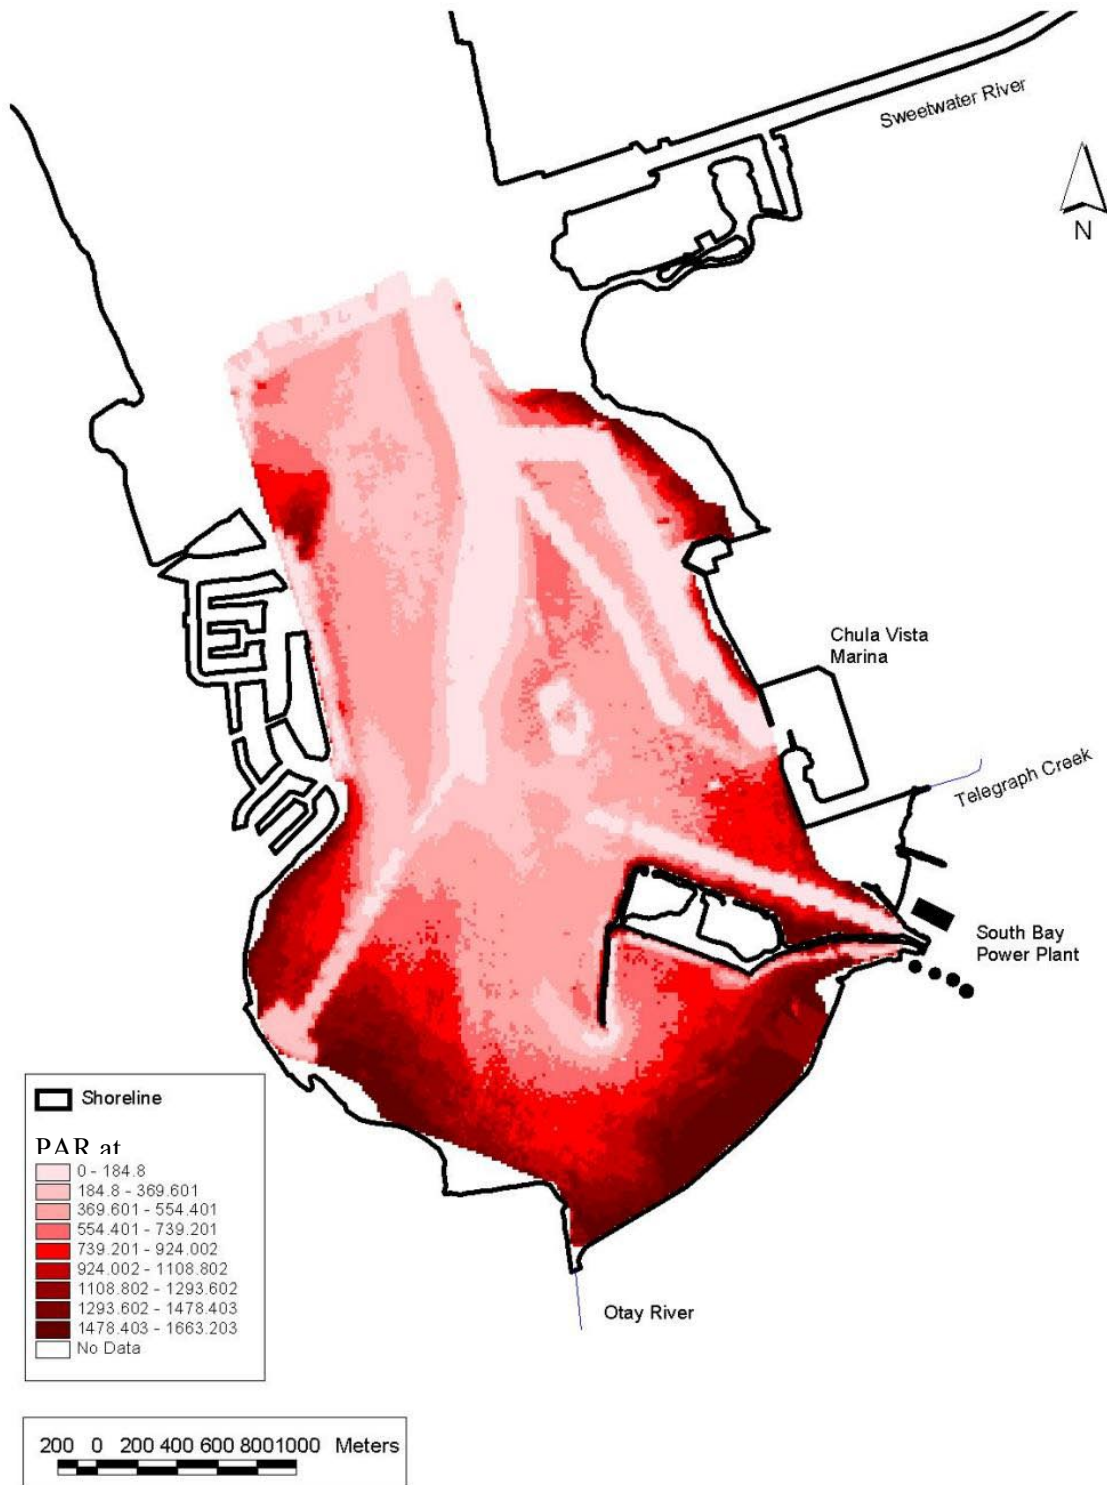 Sweetwater River
N
Chula Vista
Marina
Telegraph Creek
South Bay
Power Plant
Shoreline
PAR at
0 - 184.8
184.8 - 369.601
369.601 - 554.401
554.401 - 739.201
739.201 - 924.002
924.002 - 1108.802
1108.802 - 1293.602
1293.602 - 1478.403
1478.403 - 1663.203
No Data
Otay River
200 0 200 400 600 8001000 Meters